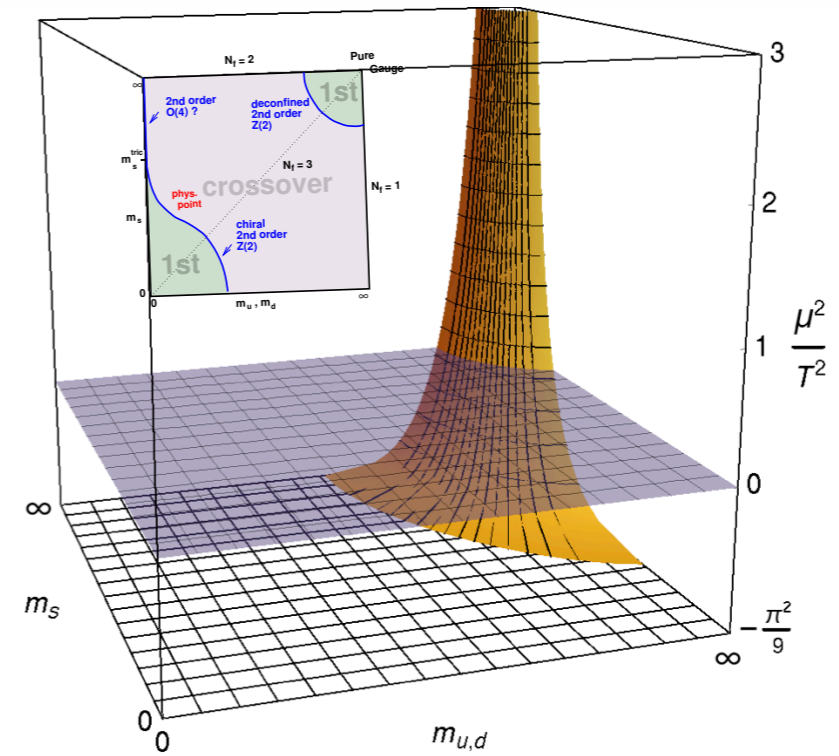 N_f = 2
Pure
Gauge
∞
1st
2nd order
O(4) ?
deconfined
2nd order
Z(2)
m_s^tric
N_f = 3
phys.
point
crossover
N_f = 1
m_s
chiral
2nd order
Z(2)
1st
0
0
m_u , m_d
∞
3
2
1
μ²/T²
0
-π²/9
∞
∞
m_s
0
0
m_u,d